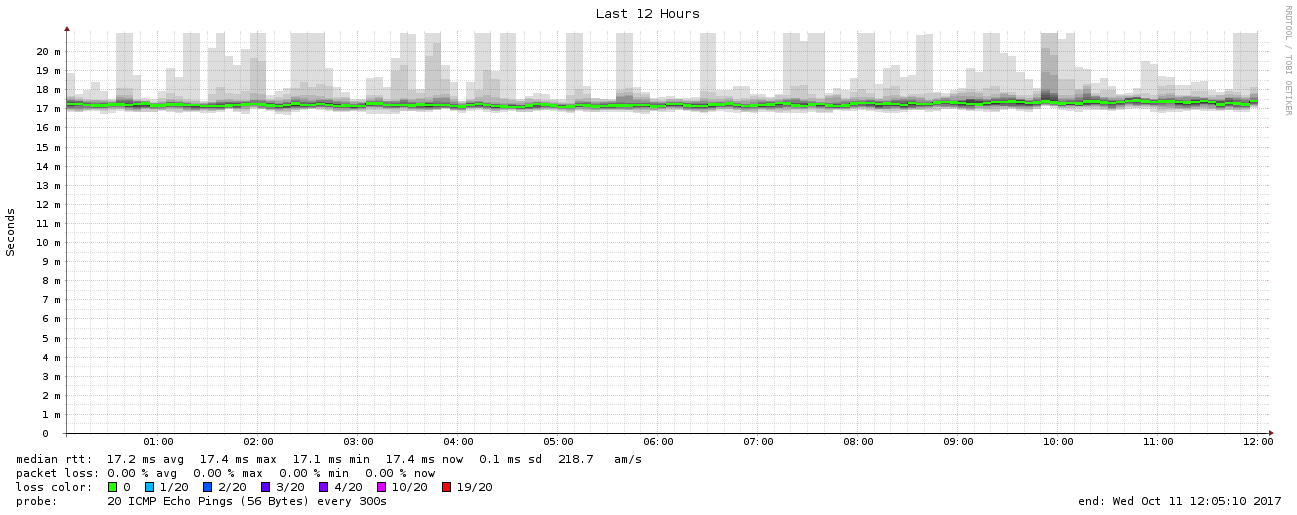 Last 12 Hours
RRDTOOL / TOBI OETIKER
Seconds
20 m
19 m
18 m
17 m
16 m
15 m
14 m
13 m
12 m
11 m
10 m
9 m
8 m
7 m
6 m
5 m
4 m
3 m
2 m
1 m
0
01:00 02:00 03:00 04:00 05:00 06:00 07:00 08:00 09:00 10:00 11:00 12:00
median rtt: 17.2 ms avg 17.4 ms max 17.1 ms min 17.4 ms now 0.1 ms sd 218.7 am/s
packet loss: 0.00 % avg 0.00 % max 0.00 % min 0.00 % now
loss color: 0 1/20 2/20 3/20 4/20 10/20 19/20
probe: 20 ICMP Echo Pings (56 Bytes) every 300s end: Wed Oct 11 12:05:10 2017